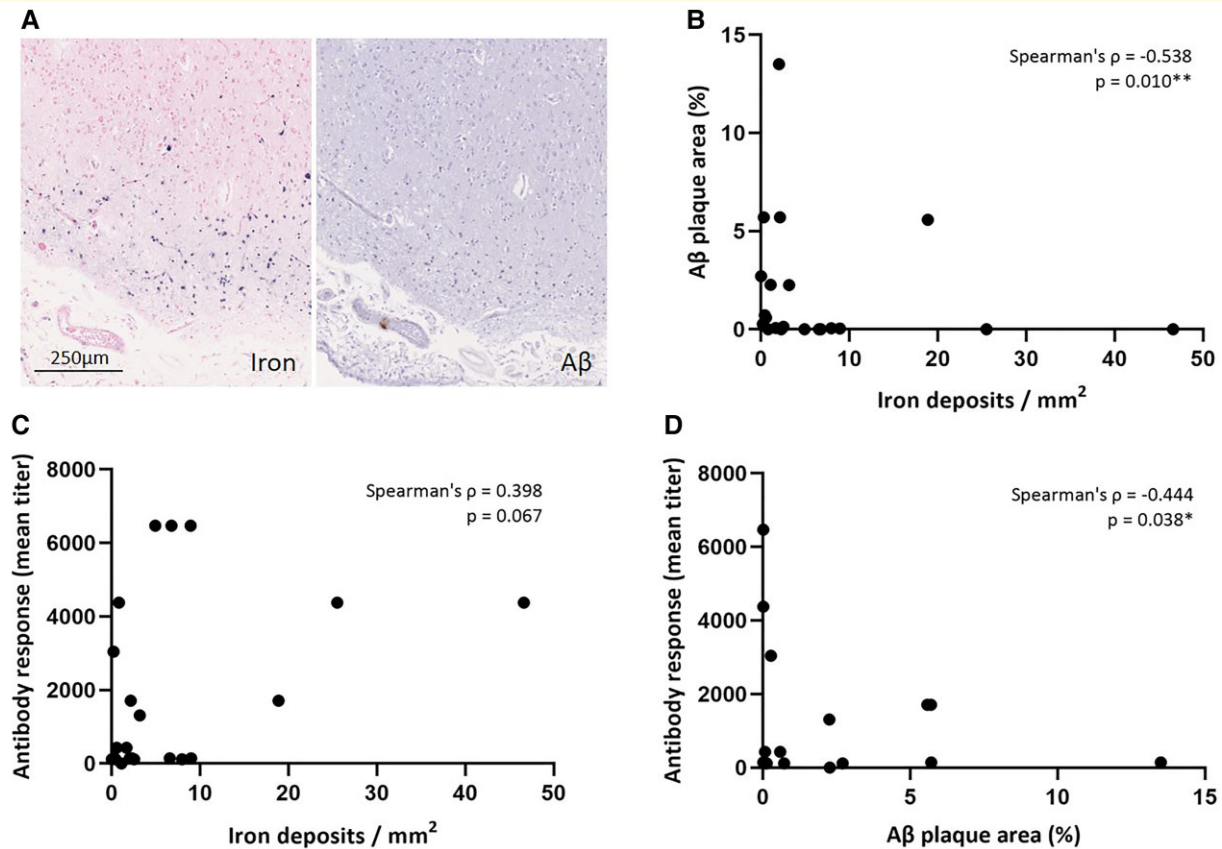 A
250μm
Iron
Aβ
B
Spearman's ρ = -0.538
p = 0.010**
Aβ plaque area (%)
15
10
5
0
0 10 20 30 40 50
Iron deposits / mm²
C
Spearman's ρ = 0.398
p = 0.067
Antibody response (mean titer)
8000
6000
4000
2000
0
0 10 20 30 40 50
Iron deposits / mm²
D
Spearman's ρ = -0.444
p = 0.038*
Antibody response (mean titer)
8000
6000
4000
2000
0
0 5 10 15
Aβ plaque area (%)